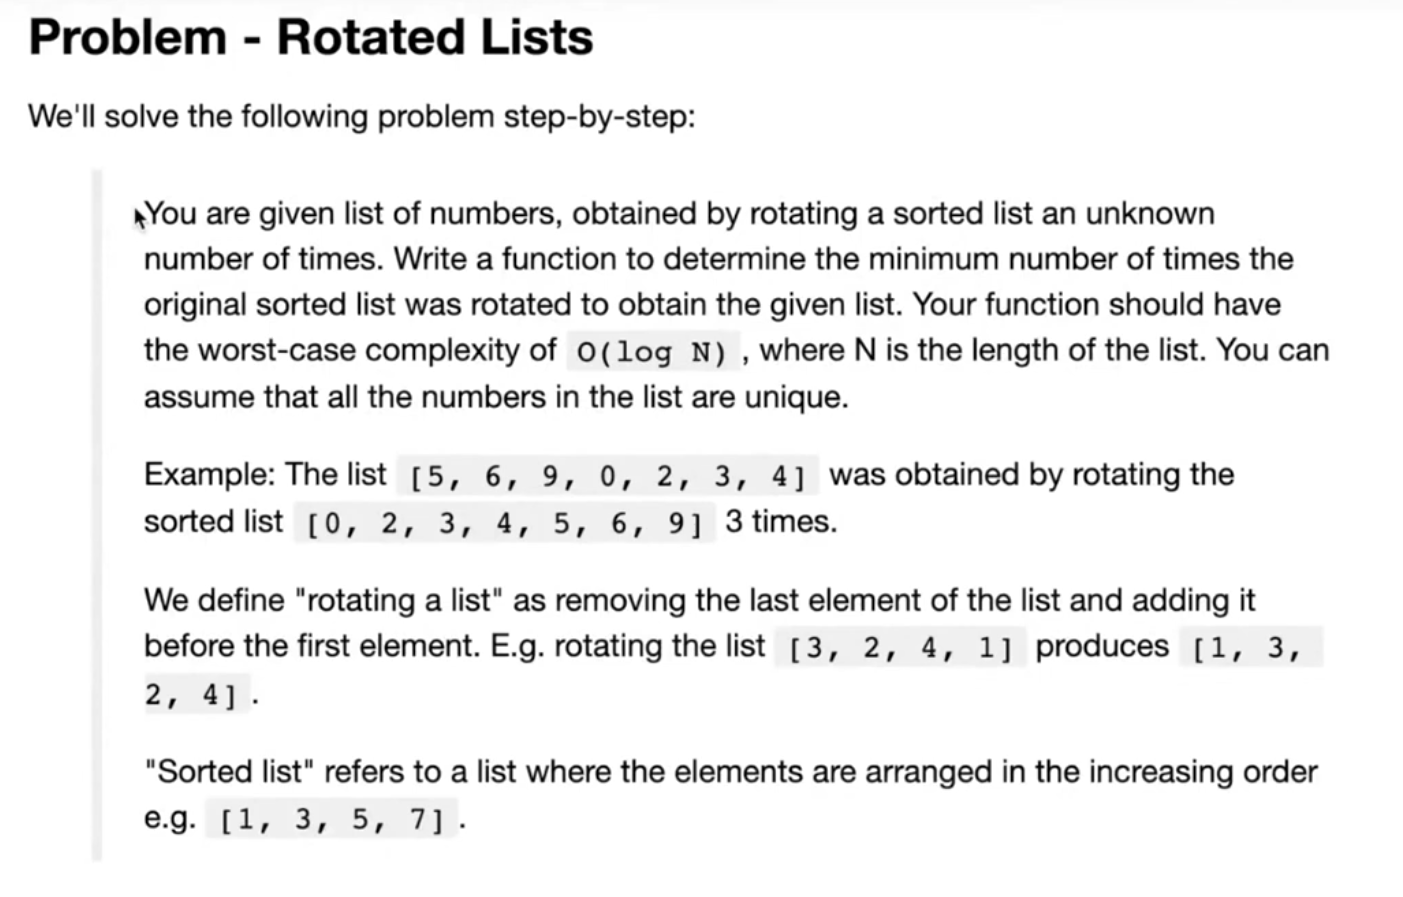 Problem - Rotated Lists
We'll solve the following problem step-by-step:
You are given list of numbers, obtained by rotating a sorted list an unknown
number of times. Write a function to determine the minimum number of times the
original sorted list was rotated to obtain the given list. Your function should have
the worst-case complexity of O(log N) , where N is the length of the list. You can
assume that all the numbers in the list are unique.
Example: The list [5, 6, 9, 0, 2, 3, 4] was obtained by rotating the
sorted list [0, 2, 3, 4, 5, 6, 9] 3 times.
We define "rotating a list" as removing the last element of the list and adding it
before the first element. E.g. rotating the list [3, 2, 4, 1] produces [1, 3,
2, 4] .
"Sorted list" refers to a list where the elements are arranged in the increasing order
e.g. [1, 3, 5, 7] .